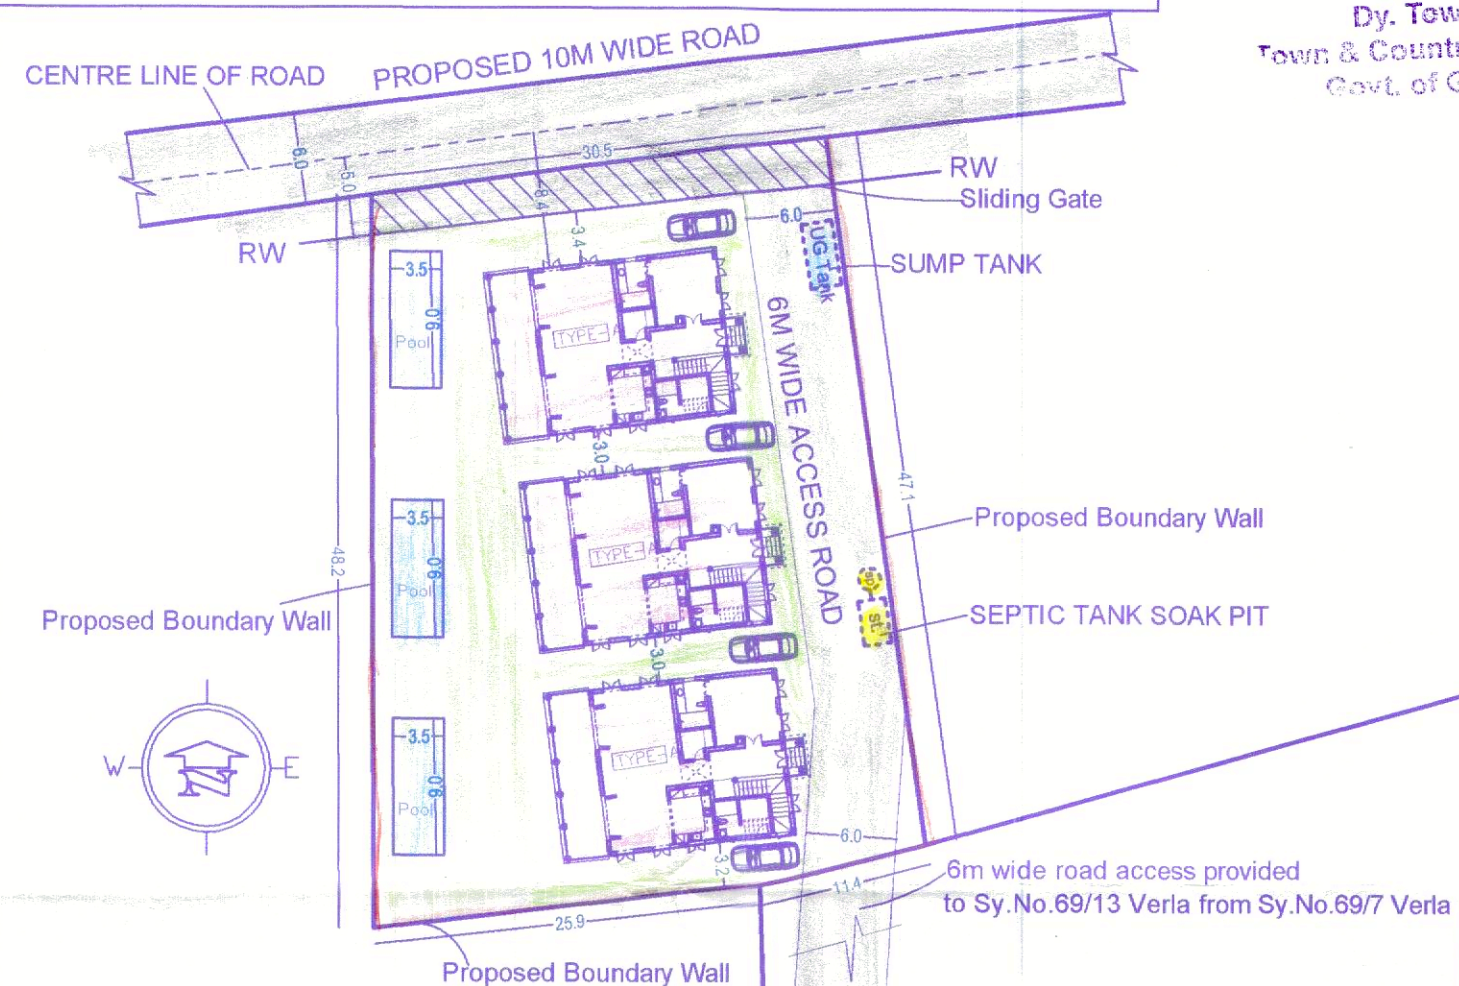 Dy. Tow
Town & Count
Govt. of G
PROPOSED 10M WIDE ROAD
CENTRE LINE OF ROAD
6.0
5.0
30.5
8.4
3.4
RW
Sliding Gate
RW
6.0
UG Tank
SUMP TANK
3.5
9.0
Pool
TYPE-A
6M WIDE ACCESS ROAD
3.0
47.1
3.5
9.0
Pool
TYPE-A
Proposed Boundary Wall
48.2
sp
st
Proposed Boundary Wall
SEPTIC TANK SOAK PIT
3.0
3.5
9.0
Pool
TYPE-A
W
N
E
6.0
3.2
11.4
6m wide road access provided
to Sy.No.69/13 Verla from Sy.No.69/7 Verla
25.9
Proposed Boundary Wall